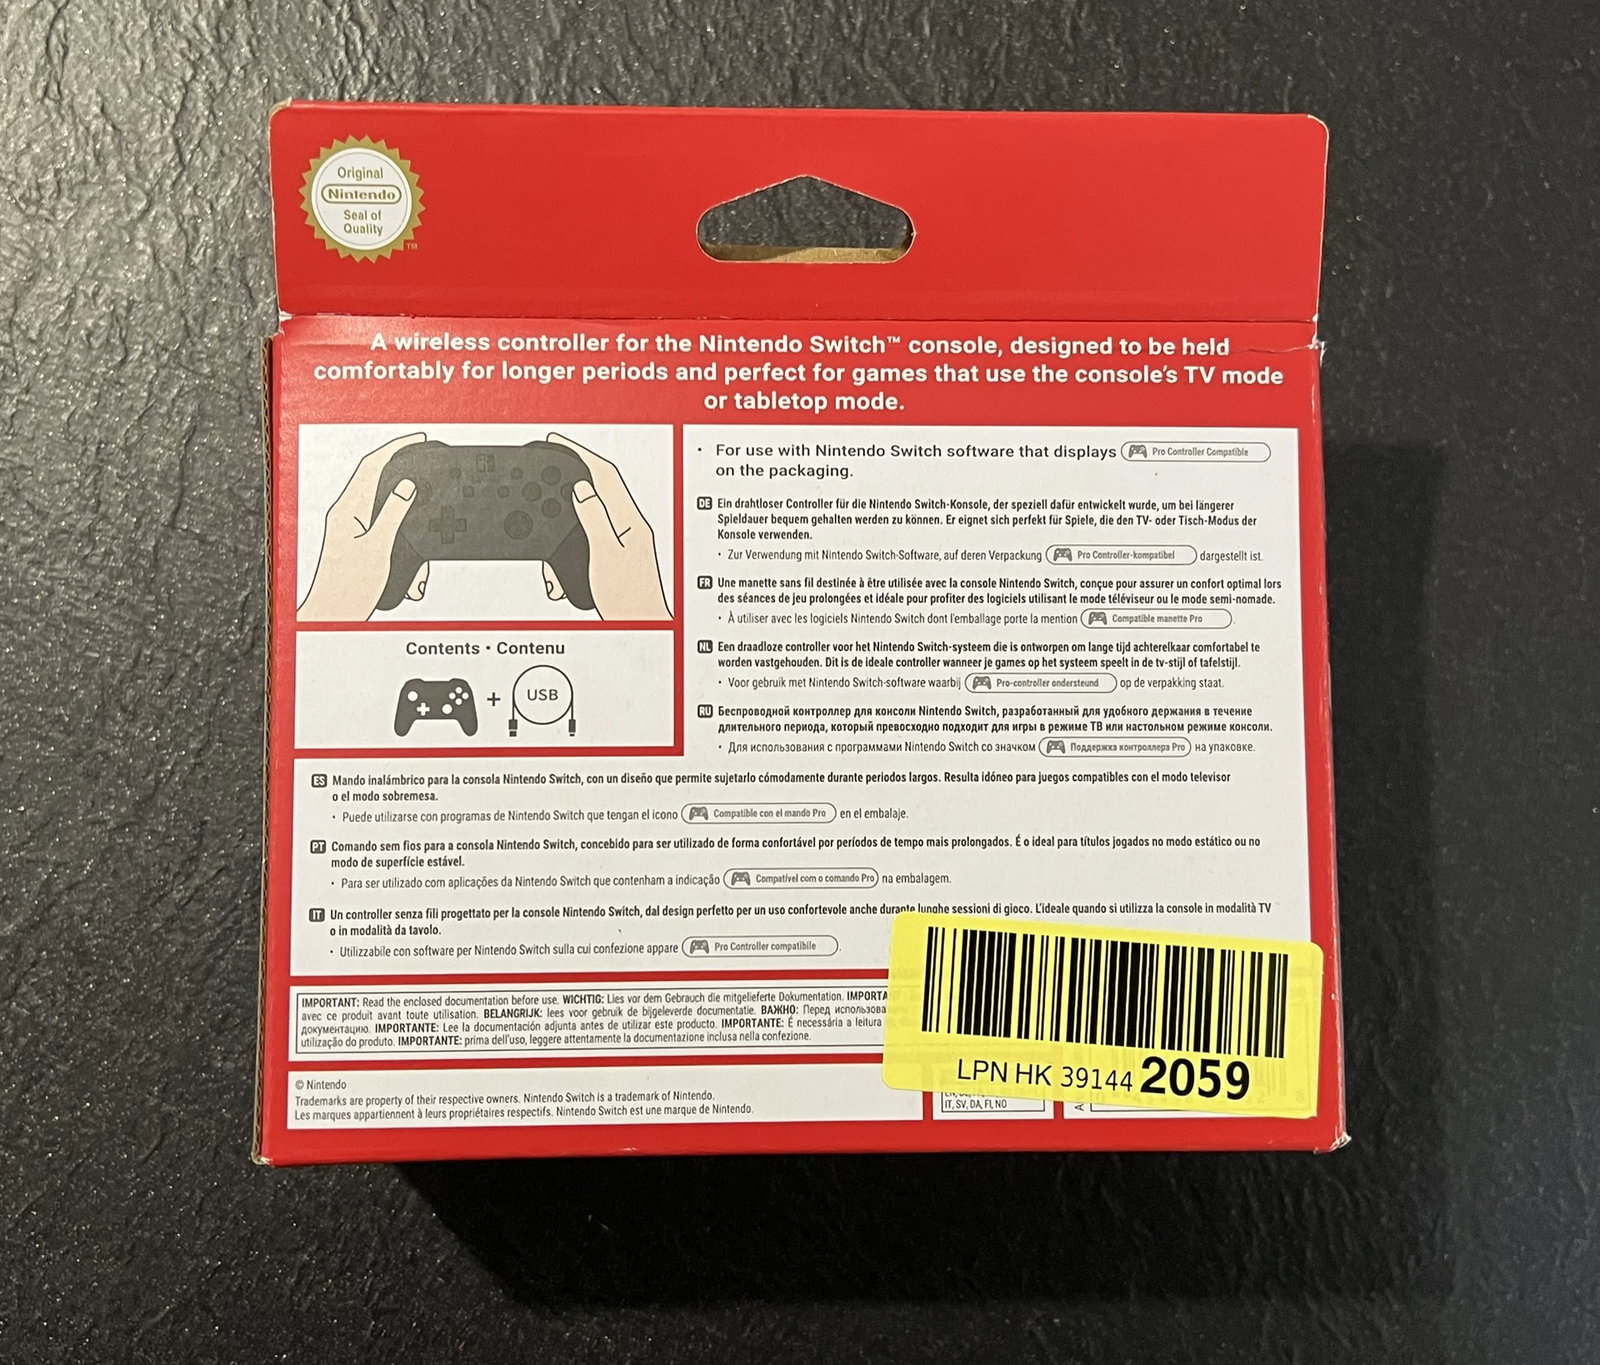 Original
Nintendo
Seal of
Quality
TM
A wireless controller for the Nintendo Switch™ console, designed to be held
comfortably for longer periods and perfect for games that use the console's TV mode
or tabletop mode.
• For use with Nintendo Switch software that displays Pro Controller Compatible
on the packaging.
DE Ein drahtloser Controller für die Nintendo Switch-Konsole, der speziell dafür entwickelt wurde, um bei längerer
Spieldauer bequem gehalten werden zu können. Er eignet sich perfekt für Spiele, die den TV- oder Tisch-Modus der
Konsole verwenden.
• Zur Verwendung mit Nintendo Switch-Software, auf deren Verpackung Pro Controller-kompatibel dargestellt ist.
FR Une manette sans fil destinée à être utilisée avec la console Nintendo Switch, conçue pour assurer un confort optimal lors
des séances de jeu prolongées et idéale pour profiter des logiciels utilisant le mode téléviseur ou le mode semi-nomade.
• À utiliser avec les logiciels Nintendo Switch dont l'emballage porte la mention Compatible manette Pro.
NL Een draadloze controller voor het Nintendo Switch-systeem die is ontworpen om lange tijd achterelkaar comfortabel te
worden vastgehouden. Dit is de ideale controller wanneer je games op het systeem speelt in de tv-stijl of tafelstijl.
• Voor gebruik met Nintendo Switch-software waarbij Pro-controller ondersteund op de verpakking staat.
RU Беспроводной контроллер для консоли Nintendo Switch, разработанный для удобного держания в течение
длительного периода, который превосходно подходит для игры в режиме ТВ или настольном режиме консоли.
• Для использования с программами Nintendo Switch со значком Поддержка контроллера Pro на упаковке.
Contents • Contenu
+ USB
ES Mando inalámbrico para la consola Nintendo Switch, con un diseño que permite sujetarlo cómodamente durante periodos largos. Resulta idóneo para juegos compatibles con el modo televisor
o el modo sobremesa.
• Puede utilizarse con programas de Nintendo Switch que tengan el icono Compatible con el mando Pro en el embalaje.
PT Comando sem fios para a consola Nintendo Switch, concebido para ser utilizado de forma confortável por períodos de tempo mais prolongados. É o ideal para títulos jogados no modo estático ou no
modo de superfície estável.
• Para ser utilizado com aplicações da Nintendo Switch que contenham a indicação Compatível com o comando Pro na embalagem.
IT Un controller senza fili progettato per la console Nintendo Switch, dal design perfetto per un uso confortevole anche durante lunghe sessioni di gioco. L'ideale quando si utilizza la console in modalità TV
o in modalità da tavolo.
• Utilizzabile con software per Nintendo Switch sulla cui confezione appare Pro Controller compatibile.
IMPORTANT: Read the enclosed documentation before use. WICHTIG: Lies vor dem Gebrauch die mitgelieferte Dokumentation. IMPORTA
avec ce produit avant toute utilisation. BELANGRIJK: lees voor gebruik de bijgeleverde documentatie. ВАЖНО: Перед использова
документацию. IMPORTANTE: Lee la documentación adjunta antes de utilizar este producto. IMPORTANTE: É necessária a leitura
utilização do produto. IMPORTANTE: prima dell'uso, leggere attentamente la documentazione inclusa nella confezione.
LPN HK 39144 2059
© Nintendo
Trademarks are property of their respective owners. Nintendo Switch is a trademark of Nintendo.
Les marques appartiennent à leurs propriétaires respectifs. Nintendo Switch est une marque de Nintendo.
IT, SV, DA, FI, NO